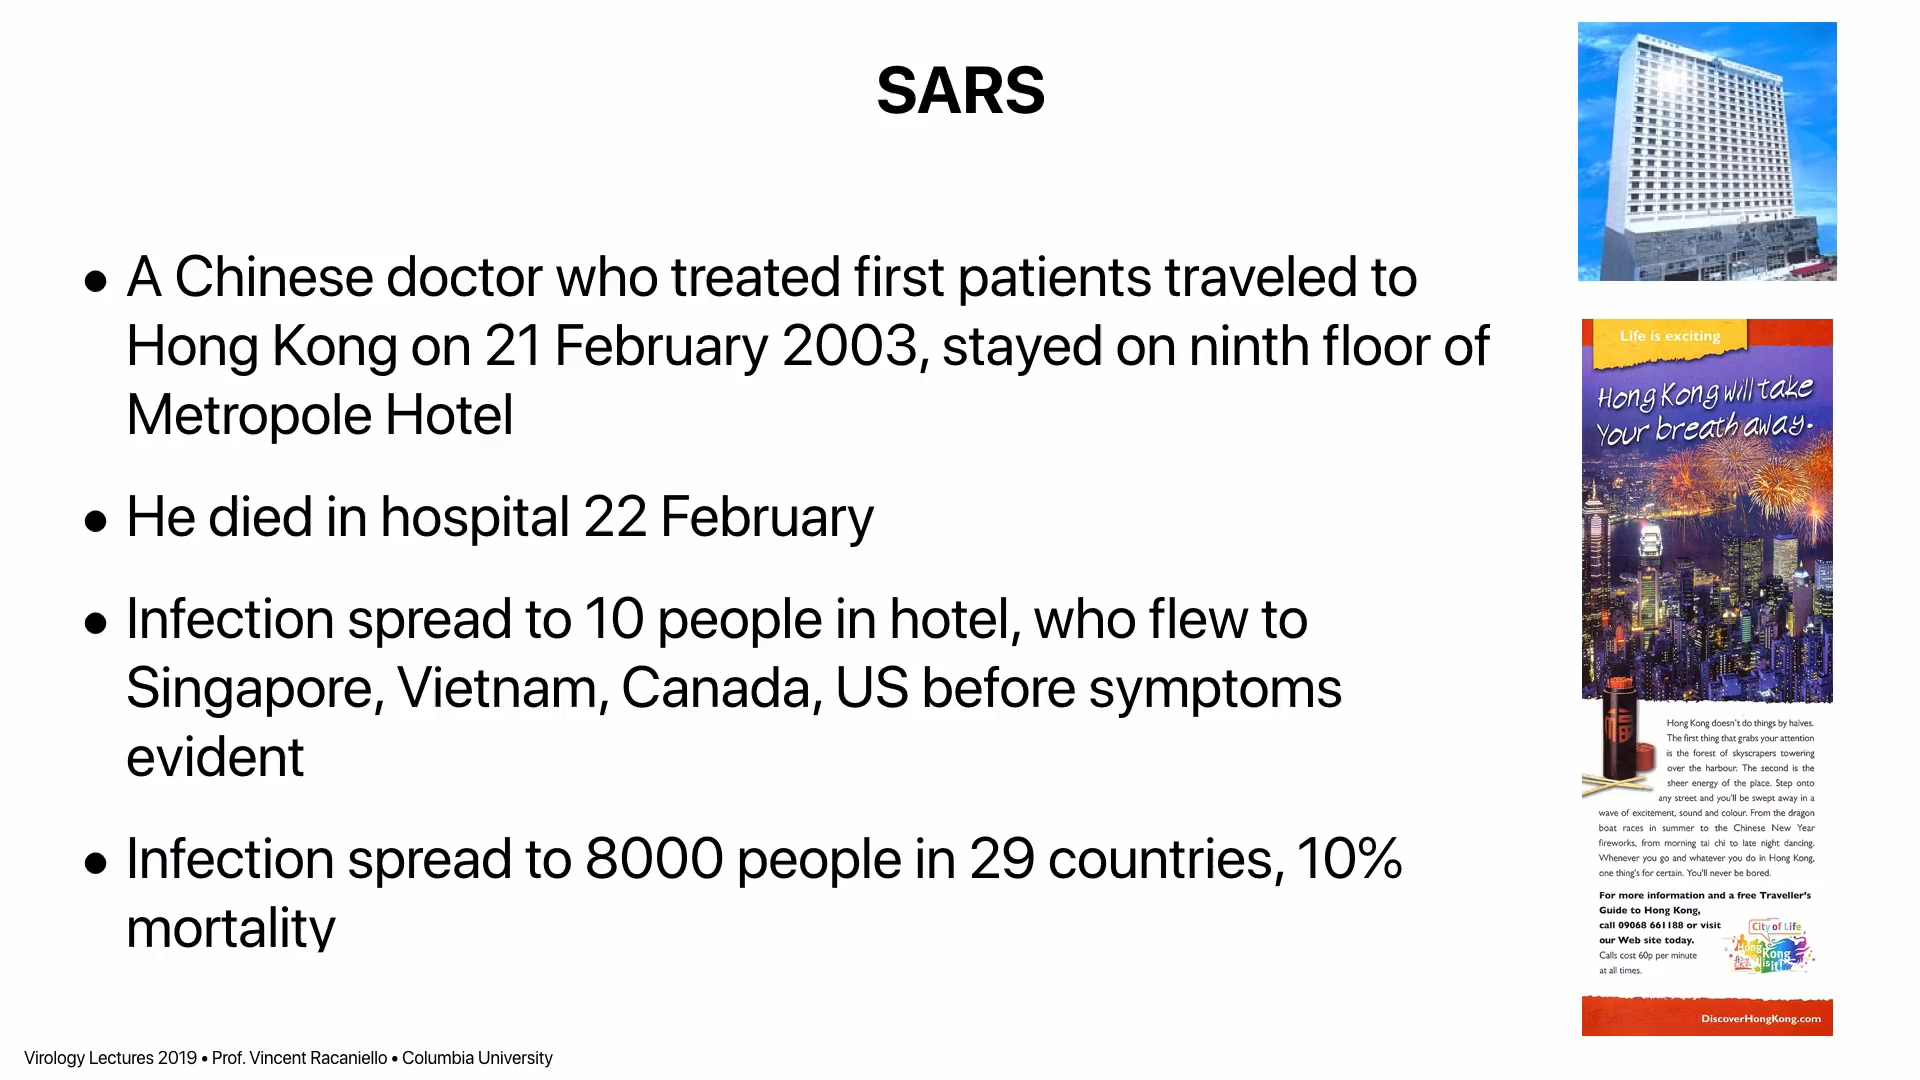 SARS
• A Chinese doctor who treated first patients traveled to
Hong Kong on 21 February 2003, stayed on ninth floor of
Metropole Hotel
• He died in hospital 22 February
• Infection spread to 10 people in hotel, who flew to
Singapore, Vietnam, Canada, US before symptoms
evident
• Infection spread to 8000 people in 29 countries, 10%
mortality
Life is exciting
Hong Kong will take
Your breath away.
Hong Kong doesn't do things by halves.
The first thing that grabs your attention
is the forest of skyscrapers towering
over the harbour. The second is the
sheer energy of the place. Step onto
any street and you'll be swept away in a
wave of excitement, sound and colour. From the dragon
boat races in summer to the Chinese New Year
fireworks, from morning tai chi to late night dancing.
Whenever you go and whatever you do in Hong Kong,
one thing's for certain. You'll never be bored.
For more information and a free Traveller's
Guide to Hong Kong,
call 09068 661188 or visit
our Web site today.
Calls cost 60p per minute
at all times.
City of Life
Hong
Kong
is it!
DiscoverHongKong.com
Virology Lectures 2019 • Prof. Vincent Racaniello • Columbia University